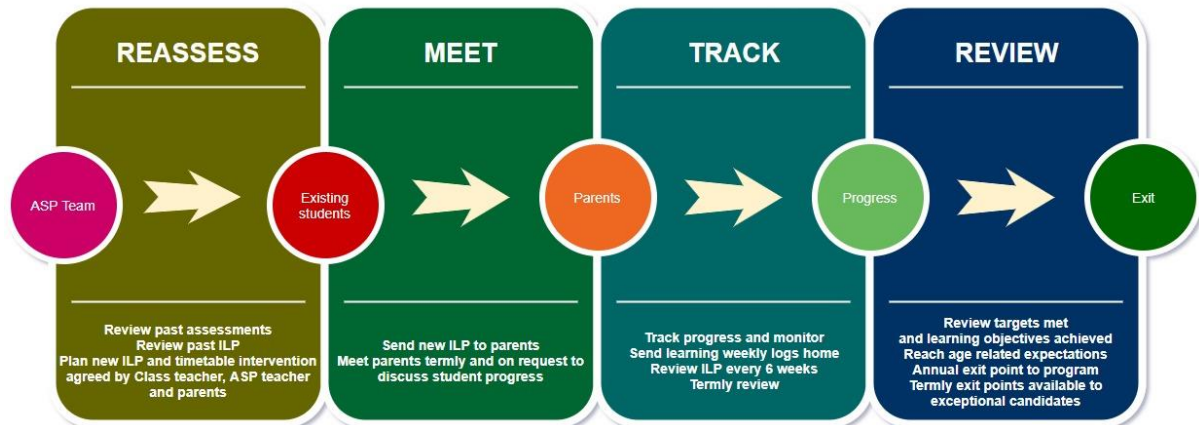 REASSESS
MEET
TRACK
REVIEW
ASP Team
Existing
students
Parents
Progress
Exit
Review past assessments
Review past ILP
Plan new ILP and timetable intervention
agreed by Class teacher, ASP teacher
and parents
Send new ILP to parents
Meet parents termly and on request to
discuss student progress
Track progress and monitor
Send learning weekly logs home
Review ILP every 6 weeks
Termly review
Review targets met
and learning objectives achieved
Reach age related expectations
Annual exit point to program
Termly exit points available to
exceptional candidates